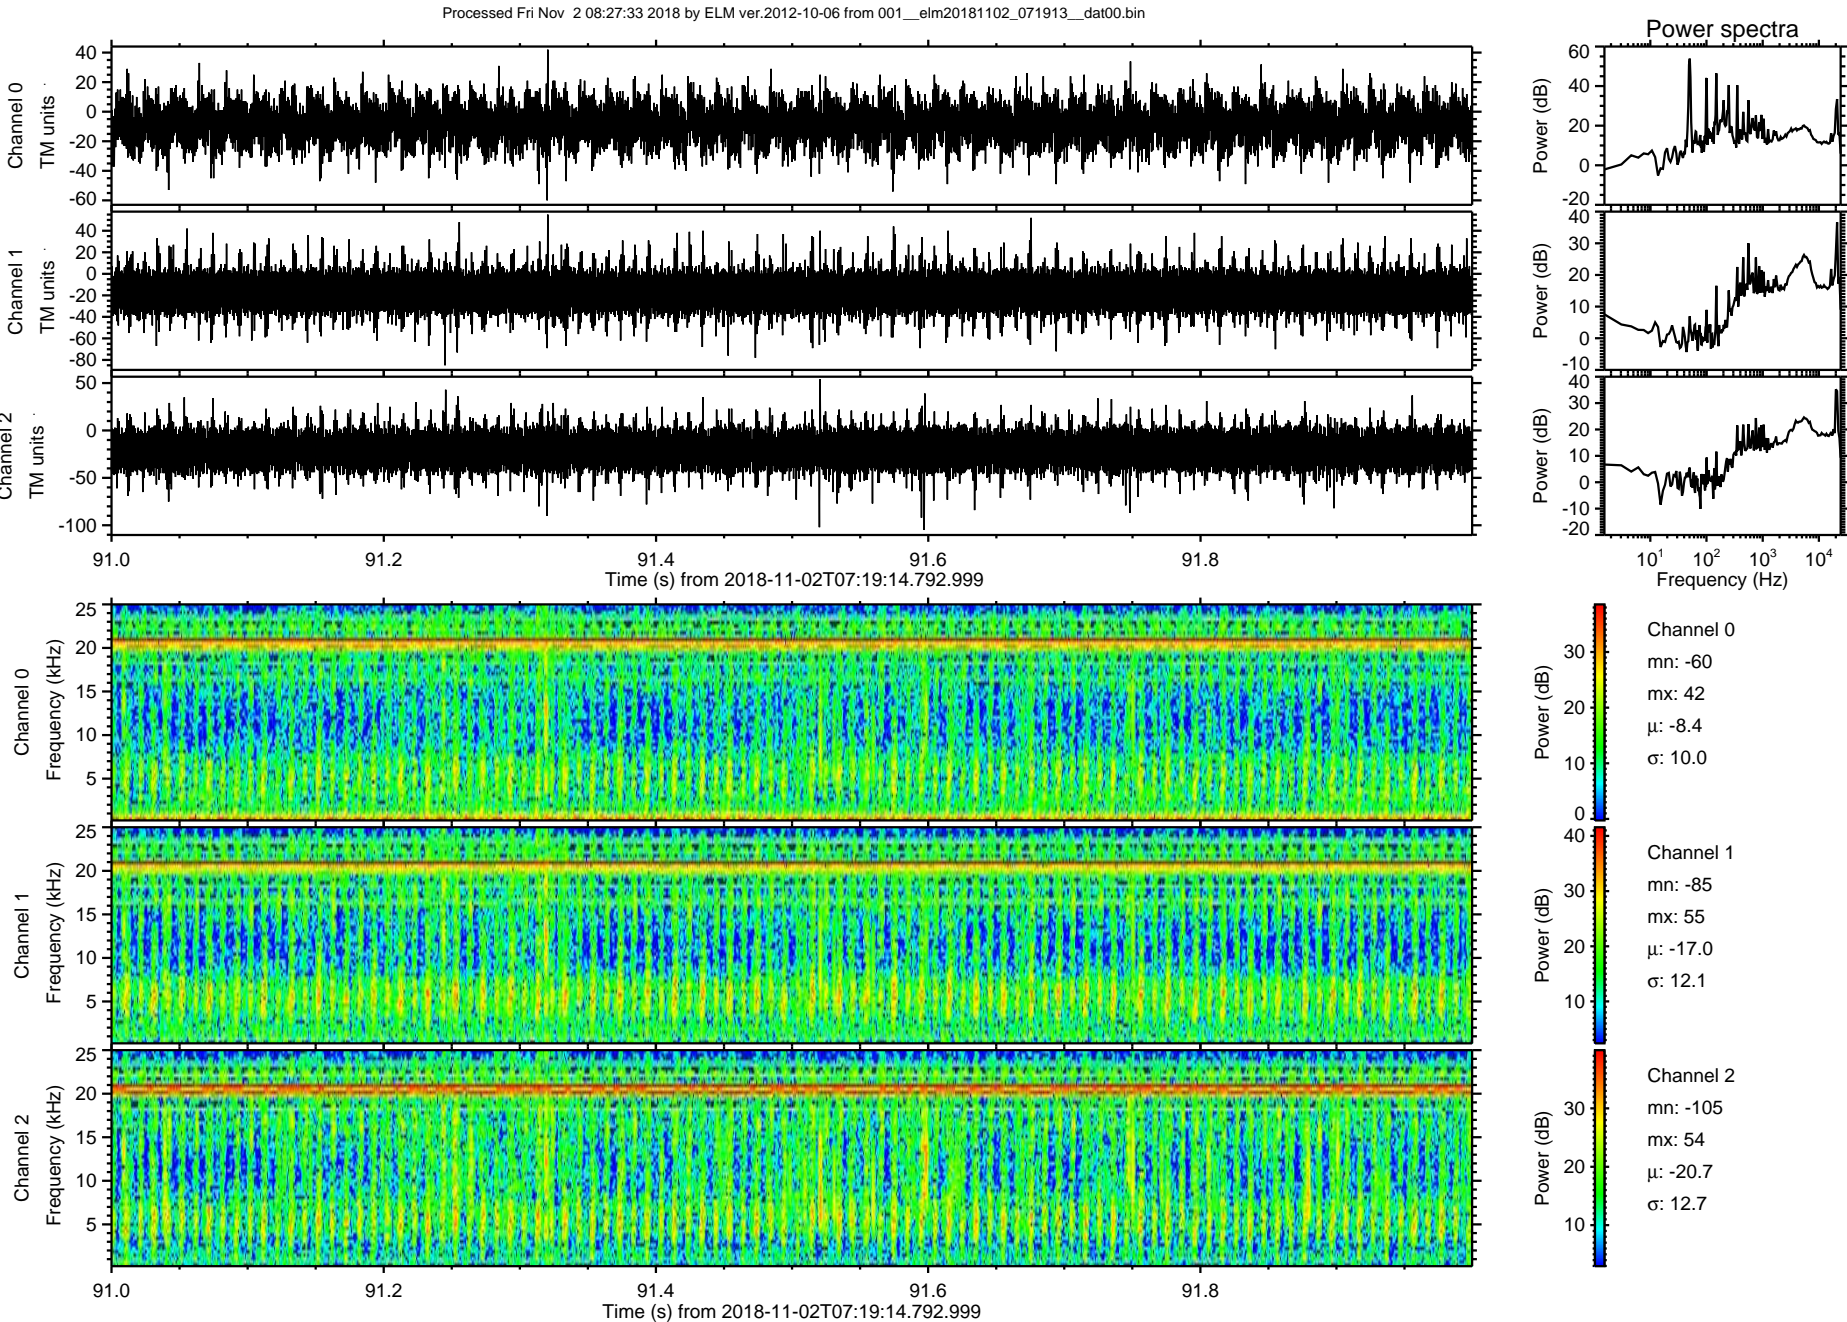 Processed Fri Nov  2 08:27:33 2018 by ELM ver.2012-10-06 from 001__elm20181102_071913__dat00.bin
Power spectra
Channel 0
TM units
40
20
0
-20
-40
-60
Power (dB)
60
40
20
0
-20
Channel 1
TM units
40
20
0
-20
-40
-60
-80
Power (dB)
40
30
20
10
0
-10
Channel 2
TM units
50
0
-50
-100
Power (dB)
40
30
20
10
0
-10
-20
91.0 91.2 91.4 91.6 91.8
Time (s) from 2018-11-02T07:19:14.792.999
10¹ 10² 10³ 10⁴
Frequency (Hz)
Channel 0
Frequency (kHz)
25
20
15
10
5
Power (dB)
30
20
10
0
Channel 0
mn: -60
mx: 42
μ: -8.4
σ: 10.0
Channel 1
Frequency (kHz)
25
20
15
10
5
Power (dB)
40
30
20
10
Channel 1
mn: -85
mx: 55
μ: -17.0
σ: 12.1
Channel 2
Frequency (kHz)
25
20
15
10
5
Power (dB)
30
20
10
Channel 2
mn: -105
mx: 54
μ: -20.7
σ: 12.7
91.0 91.2 91.4 91.6 91.8
Time (s) from 2018-11-02T07:19:14.792.999